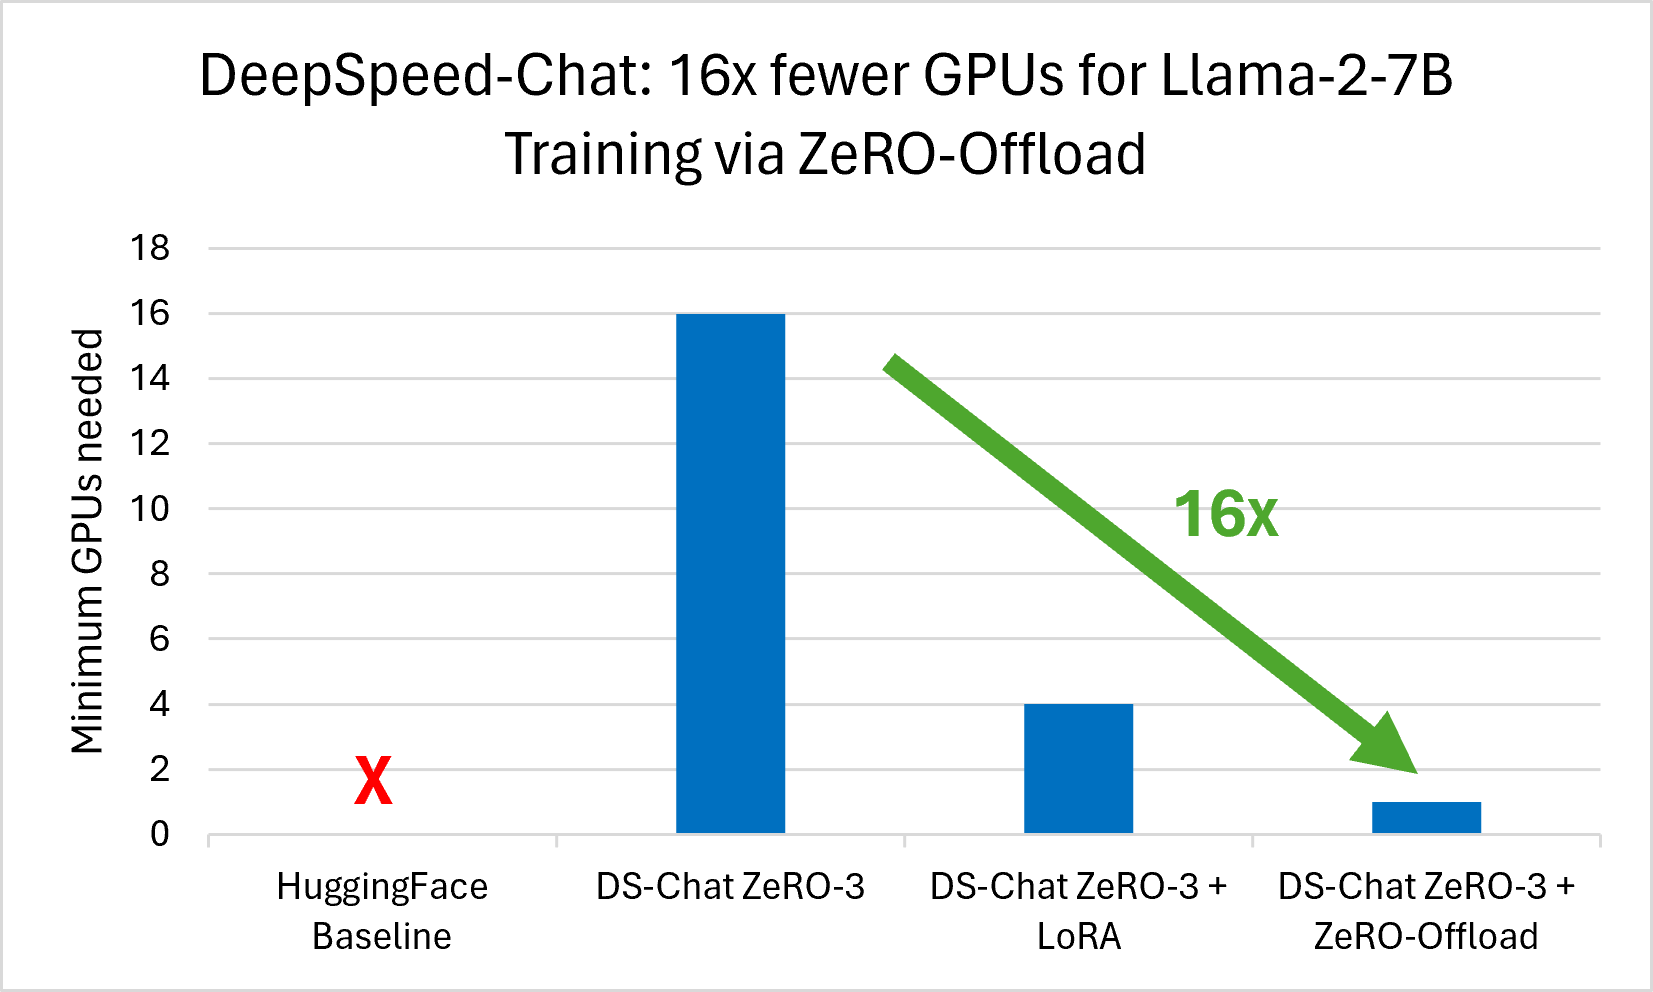 DeepSpeed-Chat: 16x fewer GPUs for Llama-2-7B
Training via ZeRO-Offload
Minimum GPUs needed
18
16
14
12
10
8
6
4
2
0
16x
X
HuggingFace
Baseline
DS-Chat ZeRO-3
DS-Chat ZeRO-3 +
LoRA
DS-Chat ZeRO-3 +
ZeRO-Offload